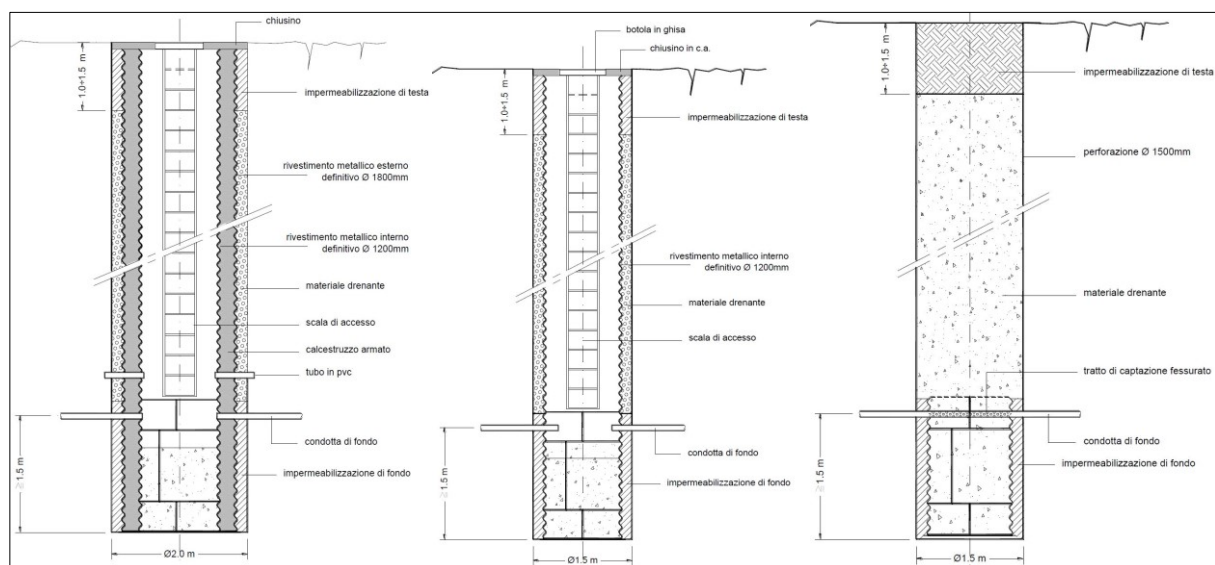 chiusino
1.0÷1.5 m
impermeabilizzazione di testa
rivestimento metallico esterno
definitivo Ø 1800mm
rivestimento metallico interno
definitivo Ø 1200mm
materiale drenante
scala di accesso
calcestruzzo armato
tubo in pvc
condotta di fondo
≥1.5 m
impermeabilizzazione di fondo
Ø2.0 m
botola in ghisa
chiusino in c.a.
1.0÷1.5 m
impermeabilizzazione di testa
rivestimento metallico interno
definitivo Ø 1200mm
materiale drenante
scala di accesso
condotta di fondo
≥1.5 m
impermeabilizzazione di fondo
Ø1.5 m
1.0÷1.5 m
impermeabilizzazione di testa
perforazione Ø 1500mm
materiale drenante
tratto di captazione fessurato
condotta di fondo
≥1.5 m
impermeabilizzazione di fondo
Ø1.5 m